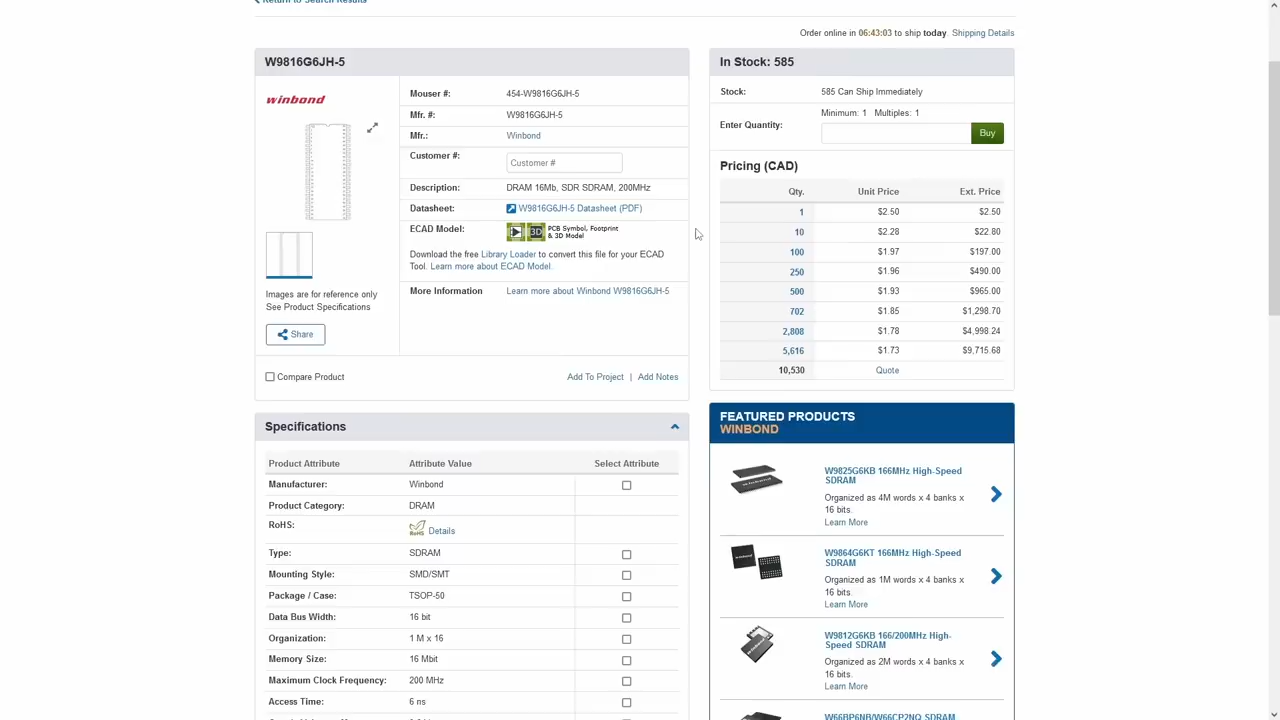 Return to Search Results
Order online in 06:43:03 to ship today Shipping Details
W9816G6JH-5
winbond
Images are for reference only
See Product Specifications
Share
Mouser #: 454-W9816G6JH-5
Mfr. #: W9816G6JH-5
Mfr.: Winbond
Customer #: Customer #
Description: DRAM 16Mb, SDR SDRAM, 200MHz
Datasheet: W9816G6JH-5 Datasheet (PDF)
ECAD Model: 3D PCB Symbol, Footprint
& 3D Model
Download the free Library Loader to convert this file for your ECAD
Tool. Learn more about ECAD Model.
More Information Learn more about Winbond W9816G6JH-5
Compare Product
Add To Project | Add Notes
In Stock: 585
Stock: 585 Can Ship Immediately
Minimum: 1 Multiples: 1
Enter Quantity: Buy
Pricing (CAD)
Qty. Unit Price Ext. Price
1 $2.50 $2.50
10 $2.28 $22.80
100 $1.97 $197.00
250 $1.96 $490.00
500 $1.93 $965.00
702 $1.85 $1,298.70
2,808 $1.78 $4,998.24
5,616 $1.73 $9,715.68
10,530 Quote
Specifications
Product Attribute Attribute Value Select Attribute
Manufacturer: Winbond
Product Category: DRAM
RoHS: RoHS Details
Type: SDRAM
Mounting Style: SMD/SMT
Package / Case: TSOP-50
Data Bus Width: 16 bit
Organization: 1 M x 16
Memory Size: 16 Mbit
Maximum Clock Frequency: 200 MHz
Access Time: 6 ns
FEATURED PRODUCTS
WINBOND
W9825G6KB 166MHz High-Speed
SDRAM
Organized as 4M words x 4 banks x
16 bits.
Learn More
W9864G6KT 166MHz High-Speed
SDRAM
Organized as 1M words x 4 banks x
16 bits.
Learn More
W9812G6KB 166/200MHz High-
Speed SDRAM
Organized as 2M words x 4 banks x
16 bits.
Learn More
W66BP6NB/W66CP2NQ SDRAM